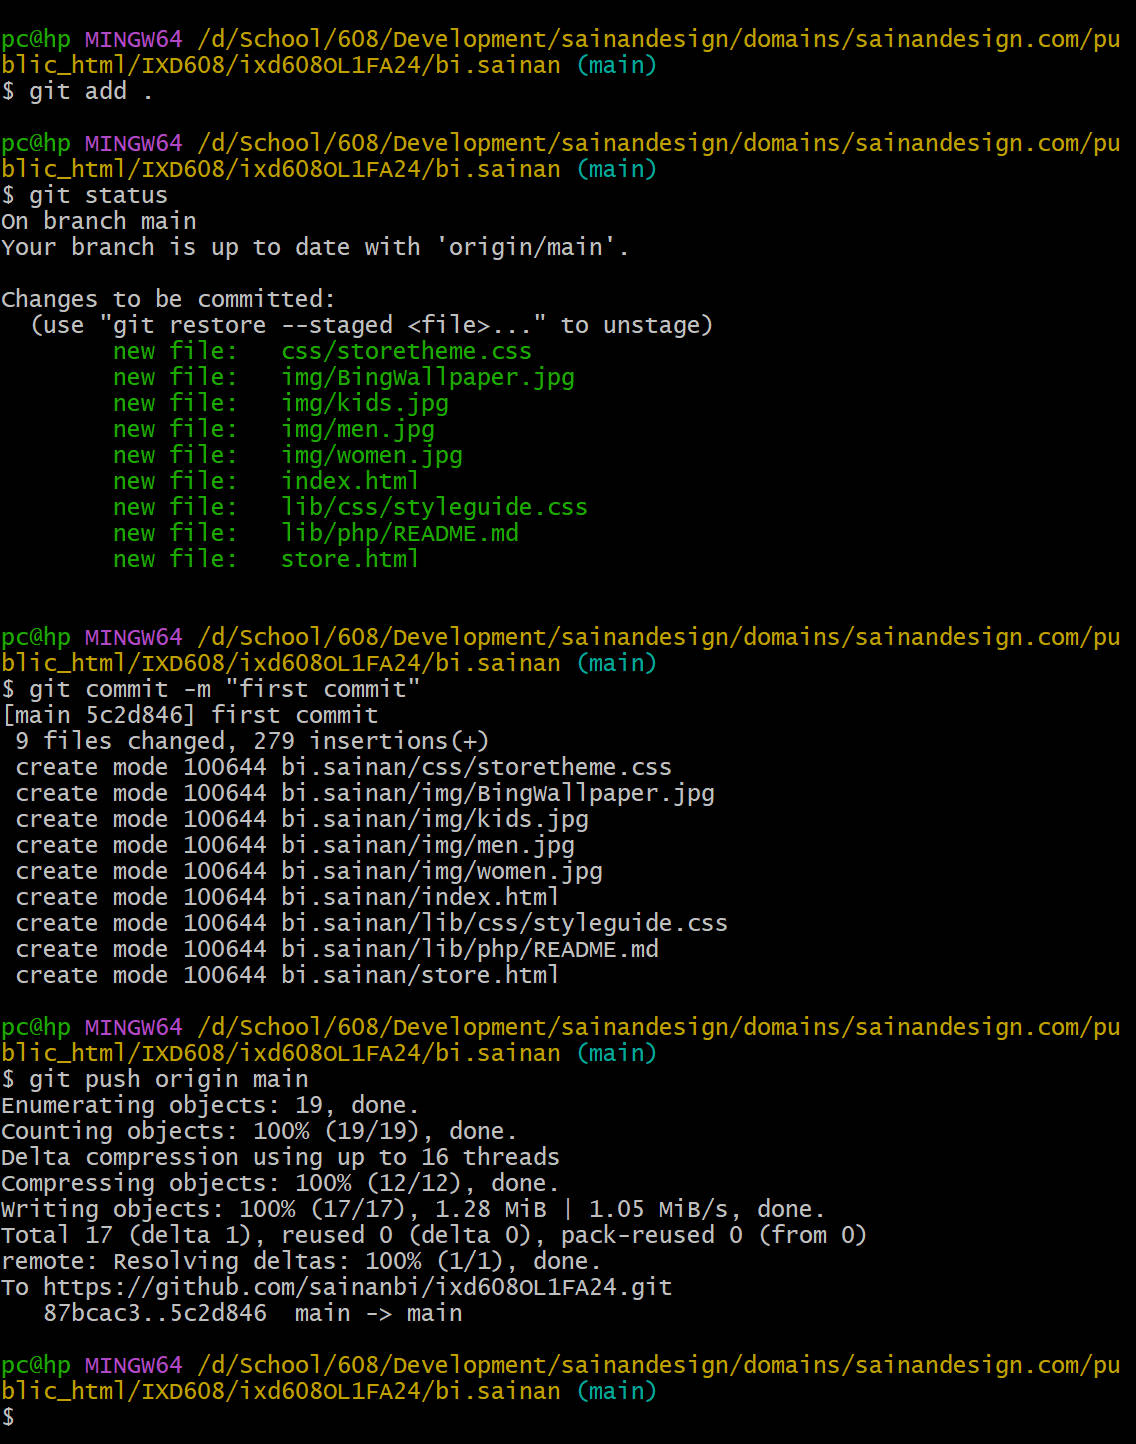 pc@hp MINGW64 /d/School/608/Development/sainandesign/domains/sainandesign.com/pu
blic_html/IXD608/ixd608OL1FA24/bi.sainan (main)
$ git add .
pc@hp MINGW64 /d/School/608/Development/sainandesign/domains/sainandesign.com/pu
blic_html/IXD608/ixd608OL1FA24/bi.sainan (main)
$ git status
On branch main
Your branch is up to date with 'origin/main'.
Changes to be committed:
  (use "git restore --staged <file>..." to unstage)
        new file:   css/storetheme.css
        new file:   img/BingWallpaper.jpg
        new file:   img/kids.jpg
        new file:   img/men.jpg
        new file:   img/women.jpg
        new file:   index.html
        new file:   lib/css/styleguide.css
        new file:   lib/php/README.md
        new file:   store.html
pc@hp MINGW64 /d/School/608/Development/sainandesign/domains/sainandesign.com/pu
blic_html/IXD608/ixd608OL1FA24/bi.sainan (main)
$ git commit -m "first commit"
[main 5c2d846] first commit
 9 files changed, 279 insertions(+)
 create mode 100644 bi.sainan/css/storetheme.css
 create mode 100644 bi.sainan/img/BingWallpaper.jpg
 create mode 100644 bi.sainan/img/kids.jpg
 create mode 100644 bi.sainan/img/men.jpg
 create mode 100644 bi.sainan/img/women.jpg
 create mode 100644 bi.sainan/index.html
 create mode 100644 bi.sainan/lib/css/styleguide.css
 create mode 100644 bi.sainan/lib/php/README.md
 create mode 100644 bi.sainan/store.html
pc@hp MINGW64 /d/School/608/Development/sainandesign/domains/sainandesign.com/pu
blic_html/IXD608/ixd608OL1FA24/bi.sainan (main)
$ git push origin main
Enumerating objects: 19, done.
Counting objects: 100% (19/19), done.
Delta compression using up to 16 threads
Compressing objects: 100% (12/12), done.
Writing objects: 100% (17/17), 1.28 MiB | 1.05 MiB/s, done.
Total 17 (delta 1), reused 0 (delta 0), pack-reused 0 (from 0)
remote: Resolving deltas: 100% (1/1), done.
To https://github.com/sainanbi/ixd608OL1FA24.git
   87bcac3..5c2d846  main -> main
pc@hp MINGW64 /d/School/608/Development/sainandesign/domains/sainandesign.com/pu
blic_html/IXD608/ixd608OL1FA24/bi.sainan (main)
$